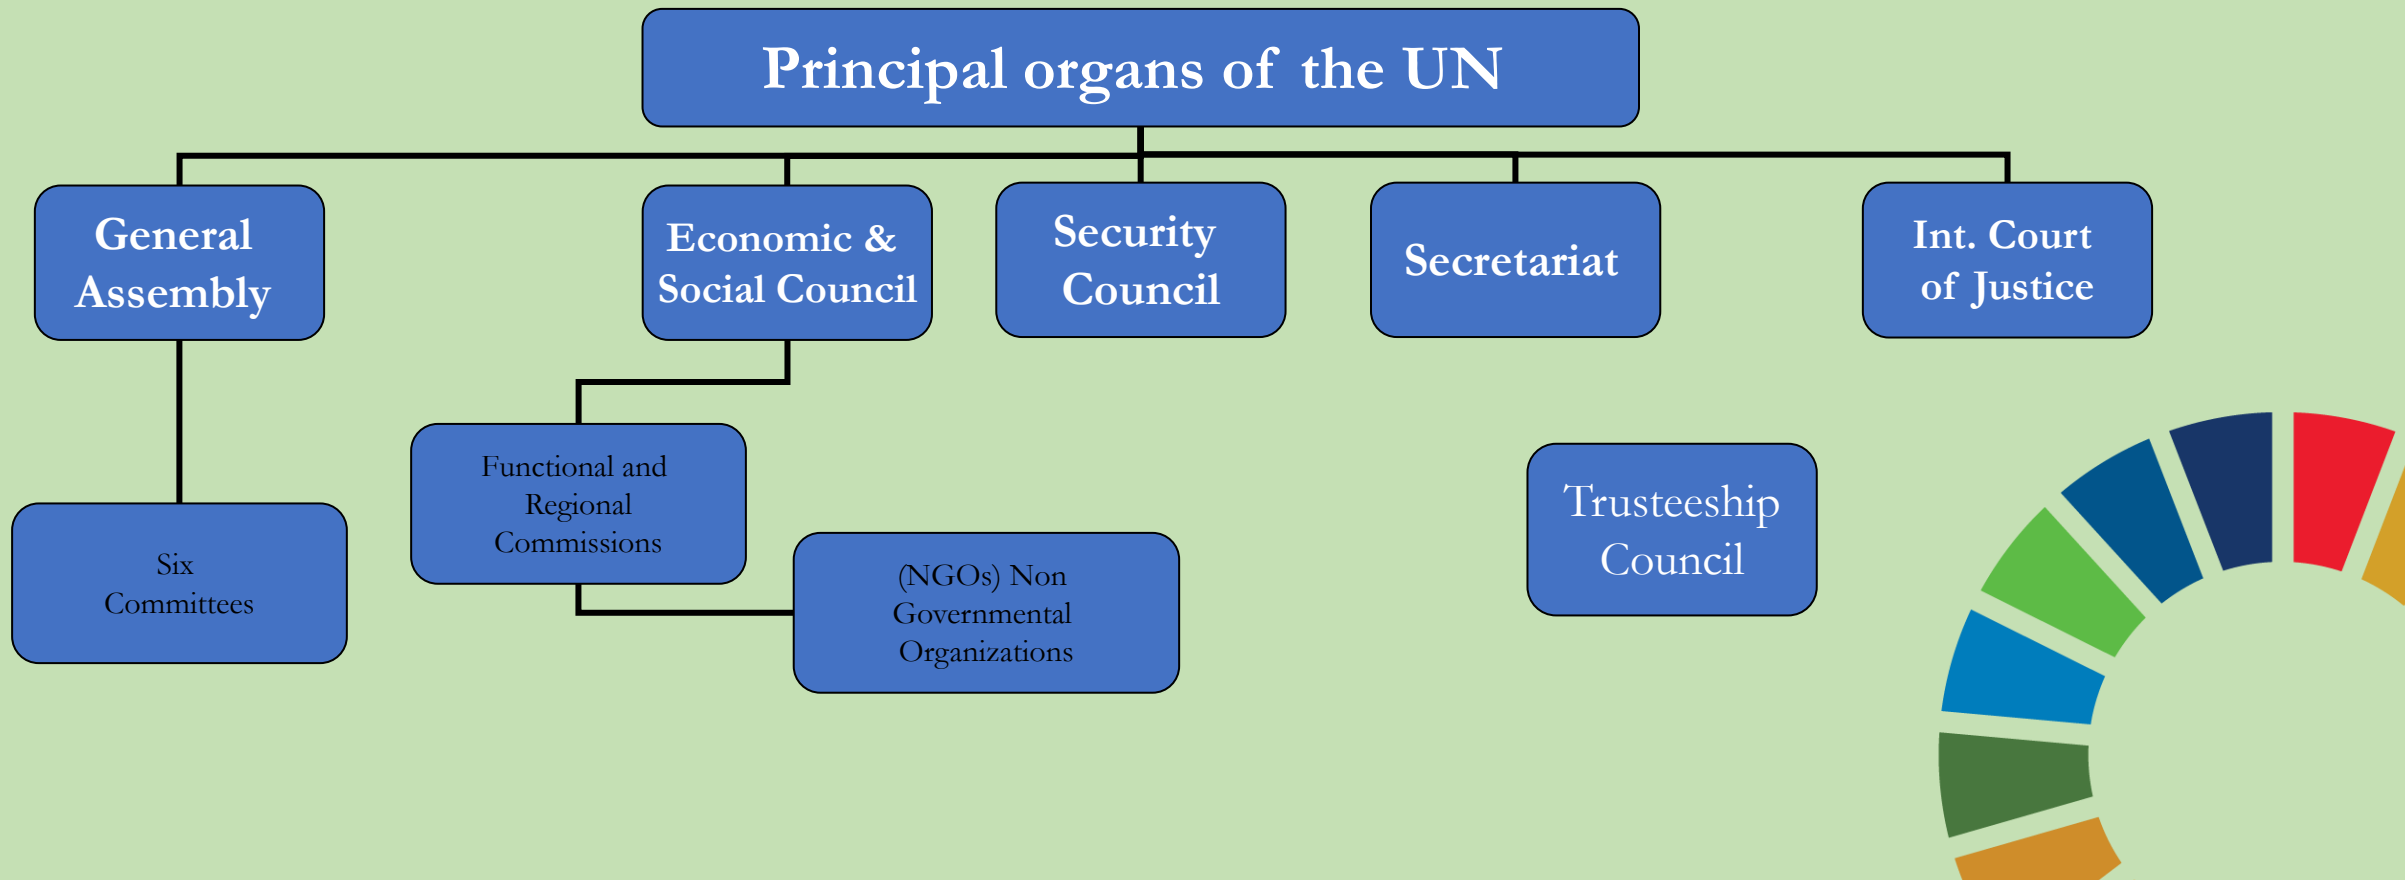 Principal organs of the UN
General
Assembly
Economic &
Social Council
Security
Council
Secretariat
Int. Court
of Justice
Functional and
Regional
Commissions
Trusteeship
Council
Six
Committees
(NGOs) Non
Governmental
Organizations